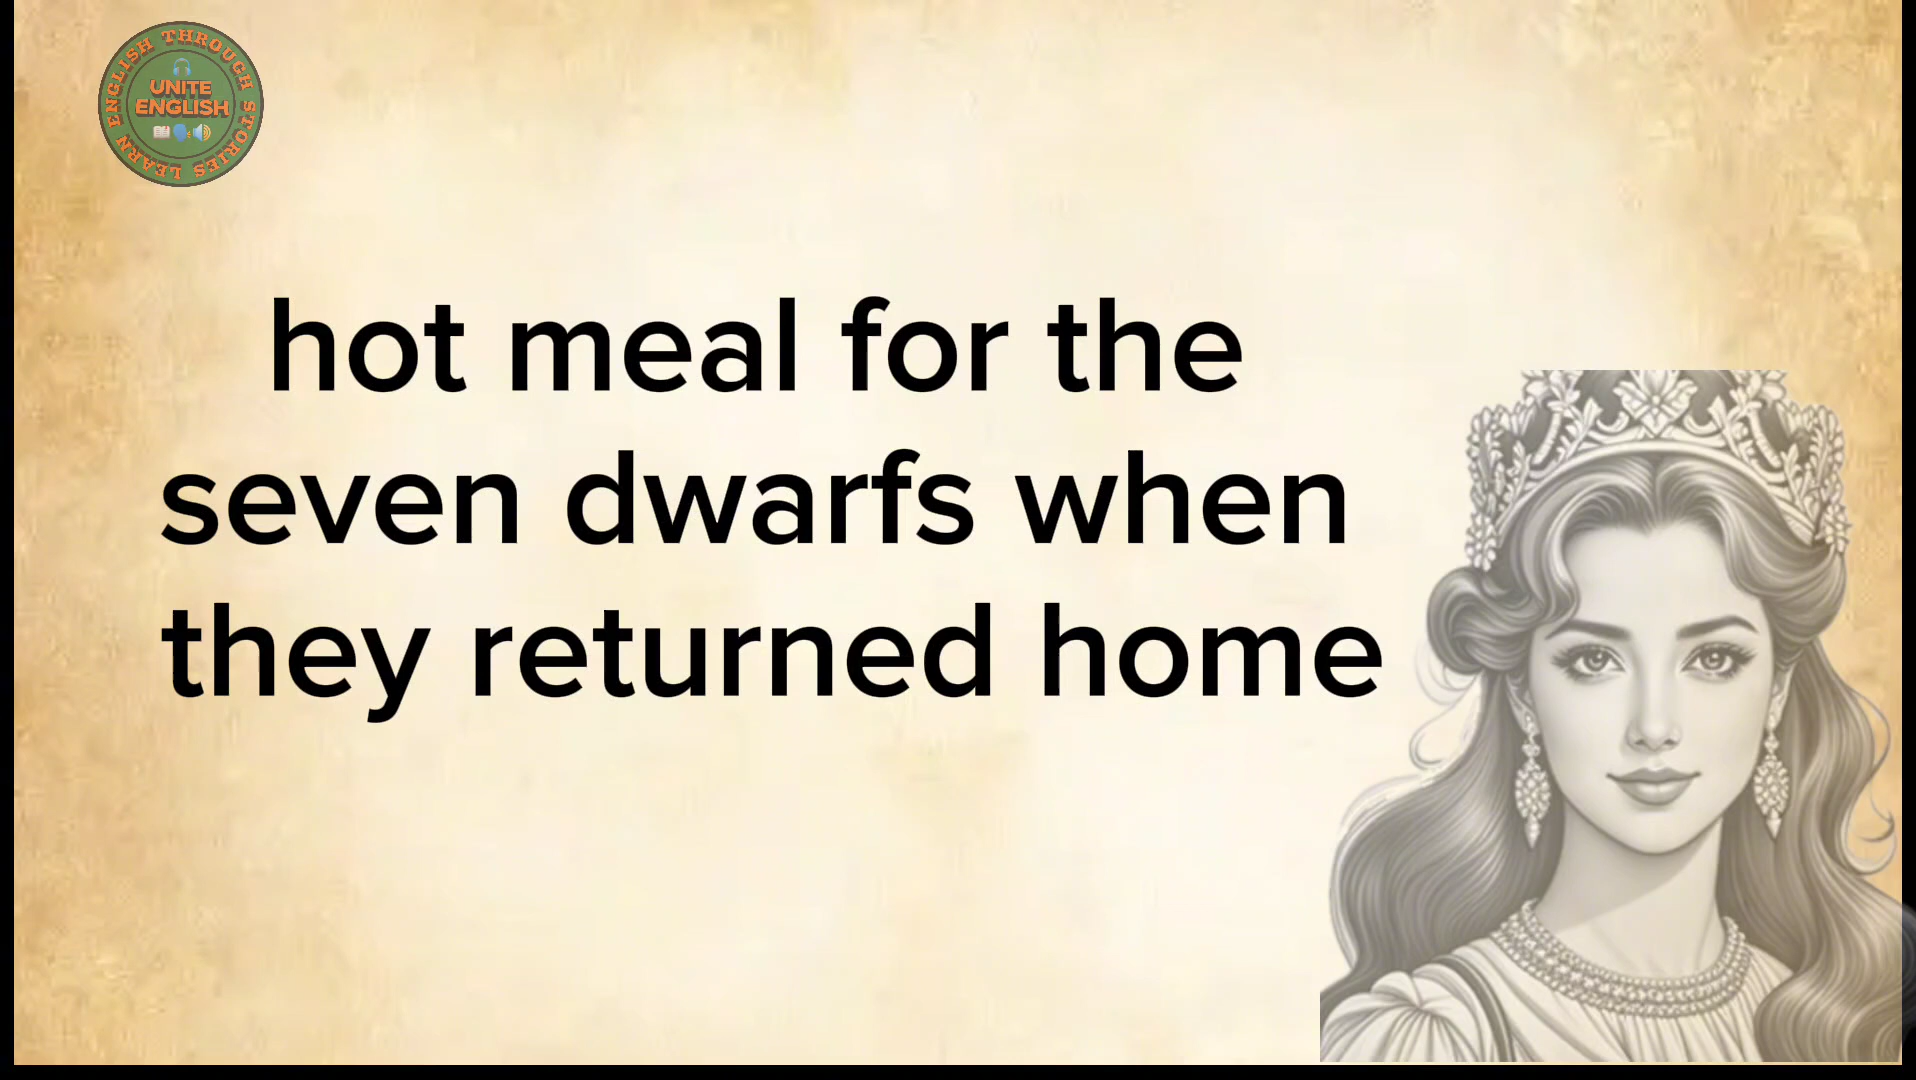 LEARN ENGLISH THROUGH STORIES
UNITE
ENGLISH
hot meal for the
seven dwarfs when
they returned home